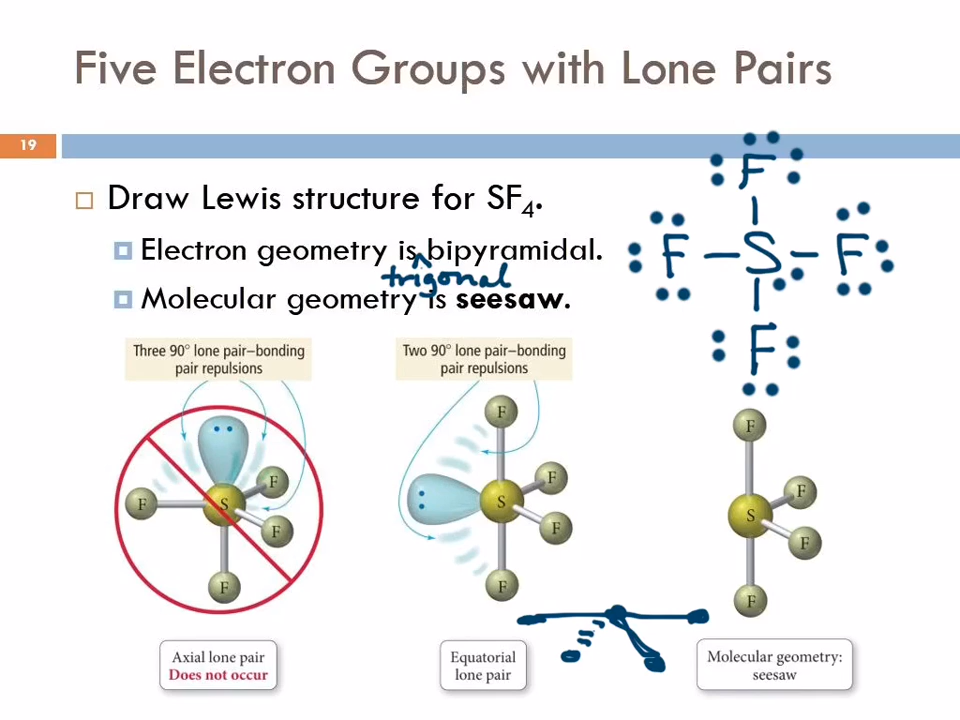 Five Electron Groups with Lone Pairs
19
Draw Lewis structure for SF₄.
Electron geometry is bipyramidal.
trigonal
Molecular geometry is seesaw.
F
F — S — F
F
Three 90° lone pair–bonding
pair repulsions
Two 90° lone pair–bonding
pair repulsions
F
S
F
F
F
F
S
F
F
F
F
S
F
F
F
Axial lone pair
Does not occur
Equatorial
lone pair
Molecular geometry:
seesaw